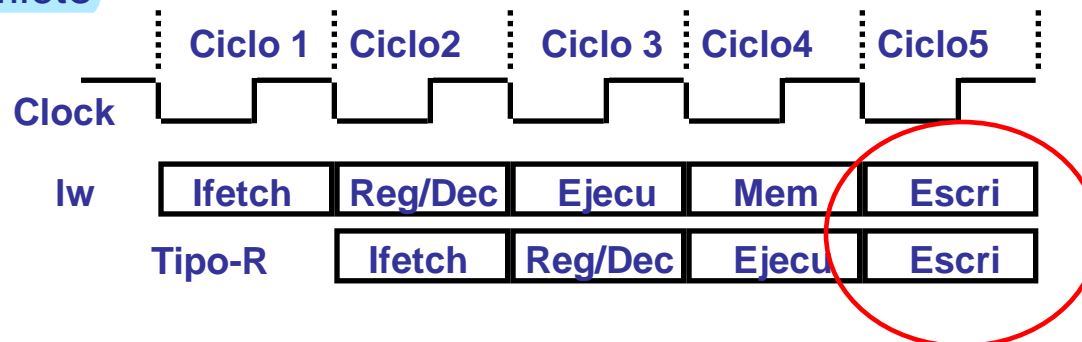 Ciclo 1 Ciclo2 Ciclo 3 Ciclo4 Ciclo5
Clock
lw Ifetch Reg/Dec Ejecu Mem Escri
Tipo-R Ifetch Reg/Dec Ejecu Escri